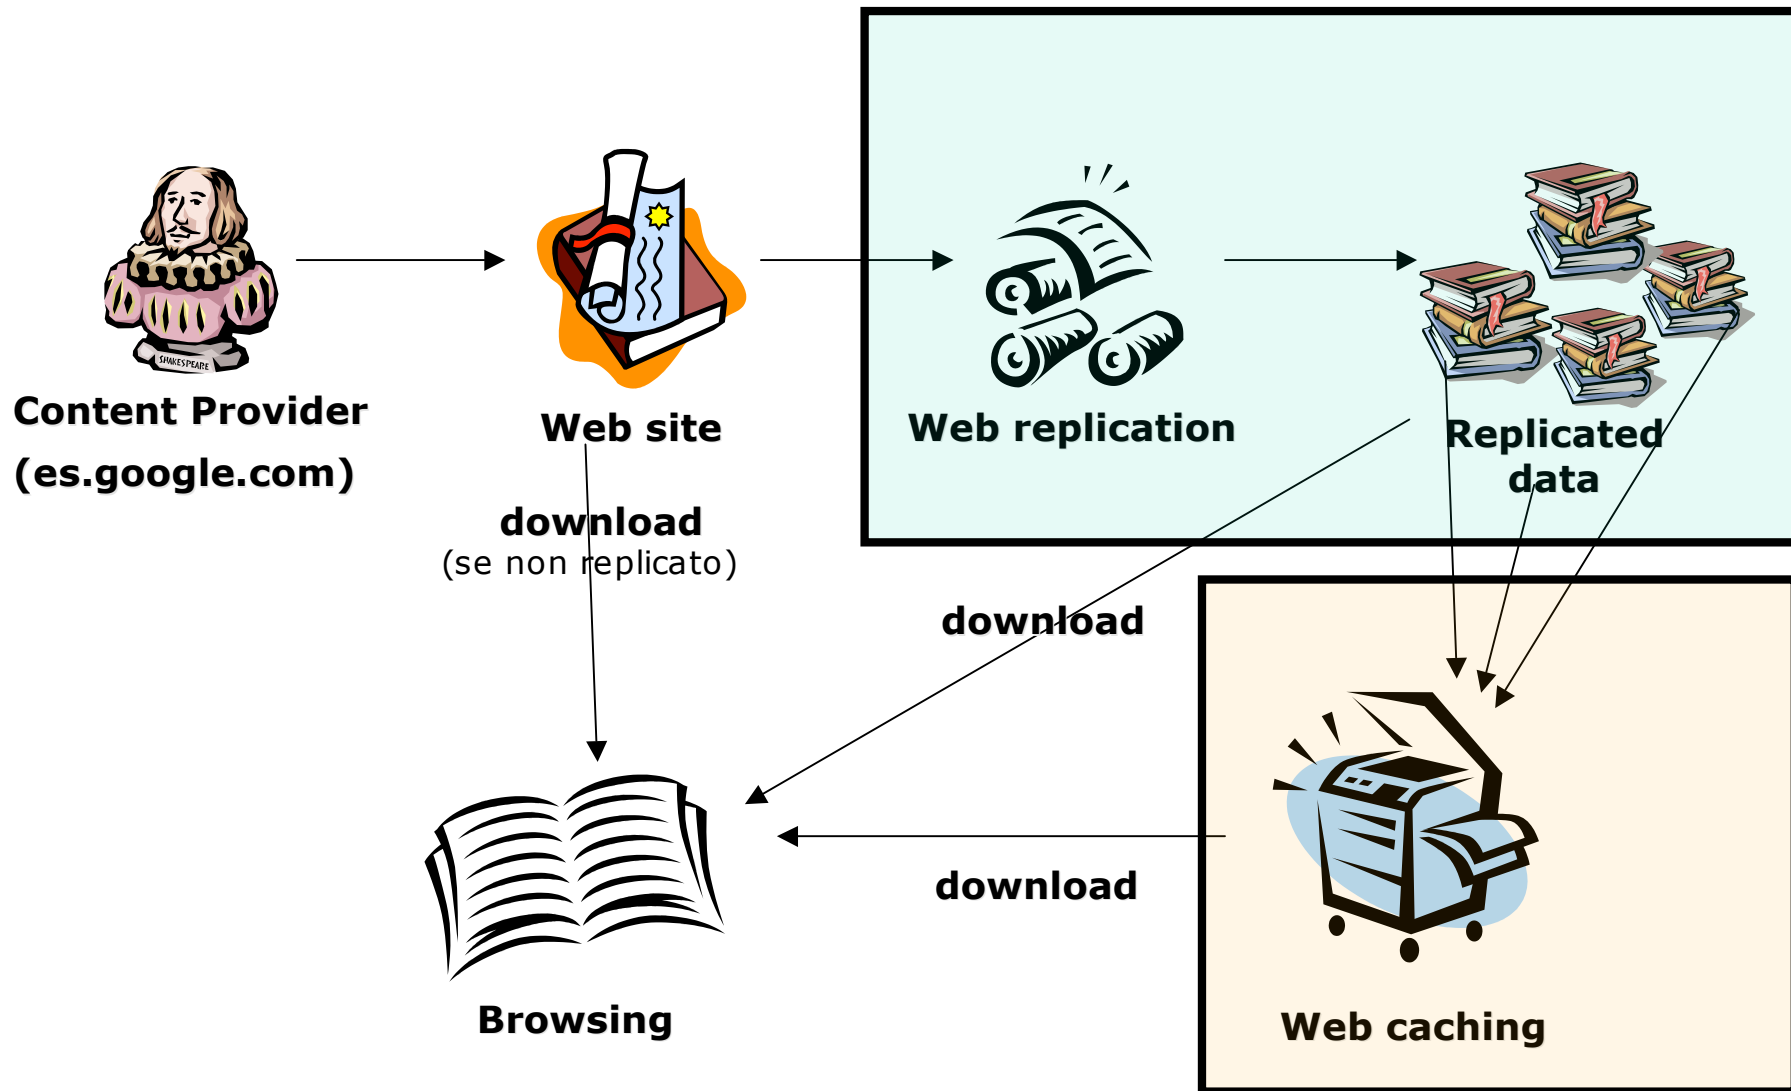 SHAKESPEARE
Content Provider
(es.google.com)
Web site
Web replication
Replicated
data
download
(se non replicato)
download
download
Browsing
Web caching